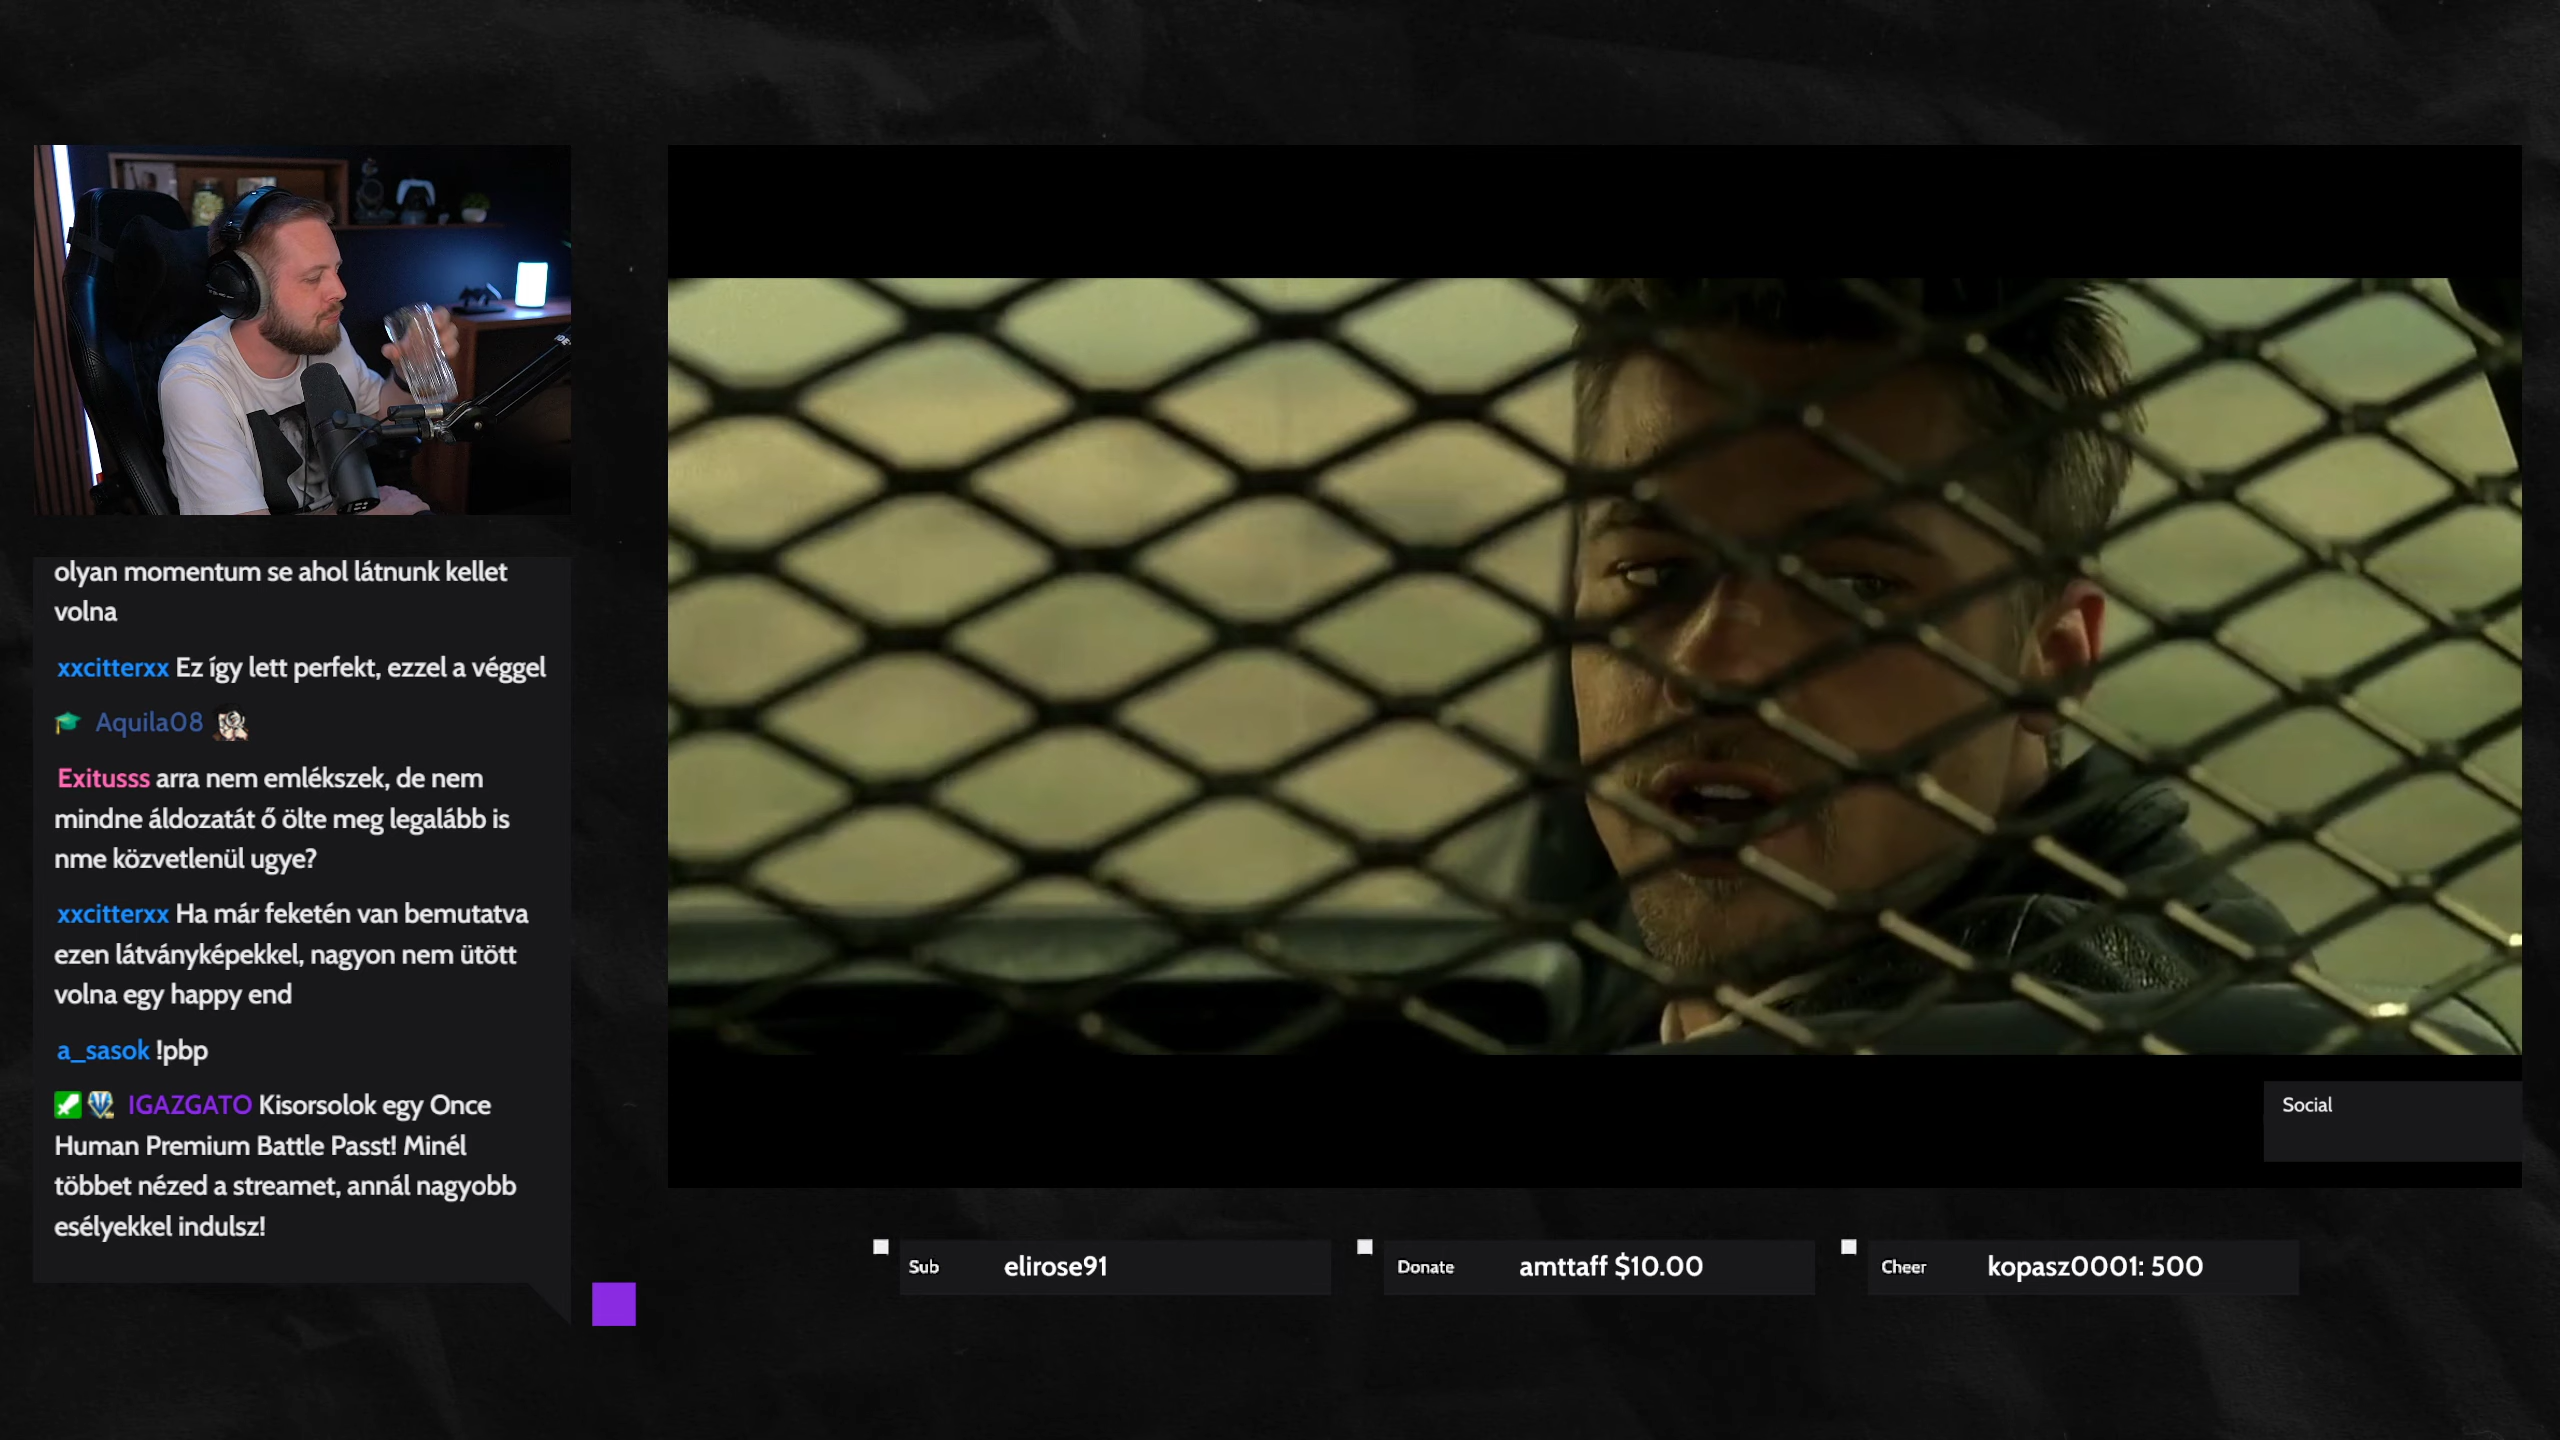 olyan momentum se ahol látnunk kellet
volna
xxcitterxx Ez így lett perfekt, ezzel a véggel
Aquila08
Exitusss arra nem emlékszek, de nem
mindne áldozatát ő ölte meg legalább is
nme közvetlenül ugye?
xxcitterxx Ha már feketén van bemutatva
ezen látványképekkel, nagyon nem ütött
volna egy happy end
a_sasok !pbp
IGAZGATO Kisorsolok egy Once
Human Premium Battle Passt! Minél
többet nézed a streamet, annál nagyobb
esélyekkel indulsz!
Social
Sub elirose91
Donate amttaff $10.00
Cheer kopasz0001: 500